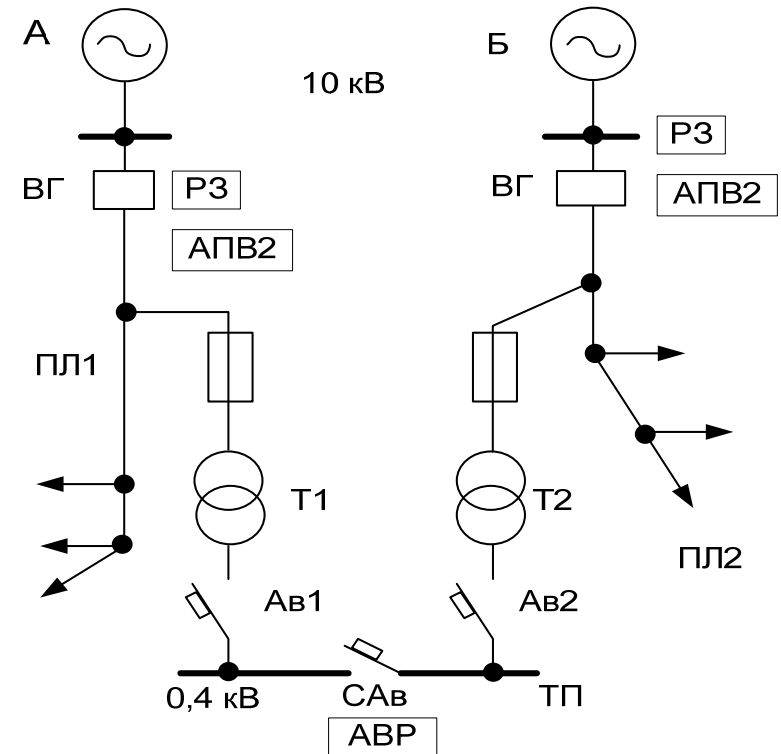 А
Б
10 кВ
РЗ
ВГ
РЗ
ВГ
АПВ2
АПВ2
ПЛ1
Т1
Т2
ПЛ2
Ав1
Ав2
0,4 кВ
САв
ТП
АВР